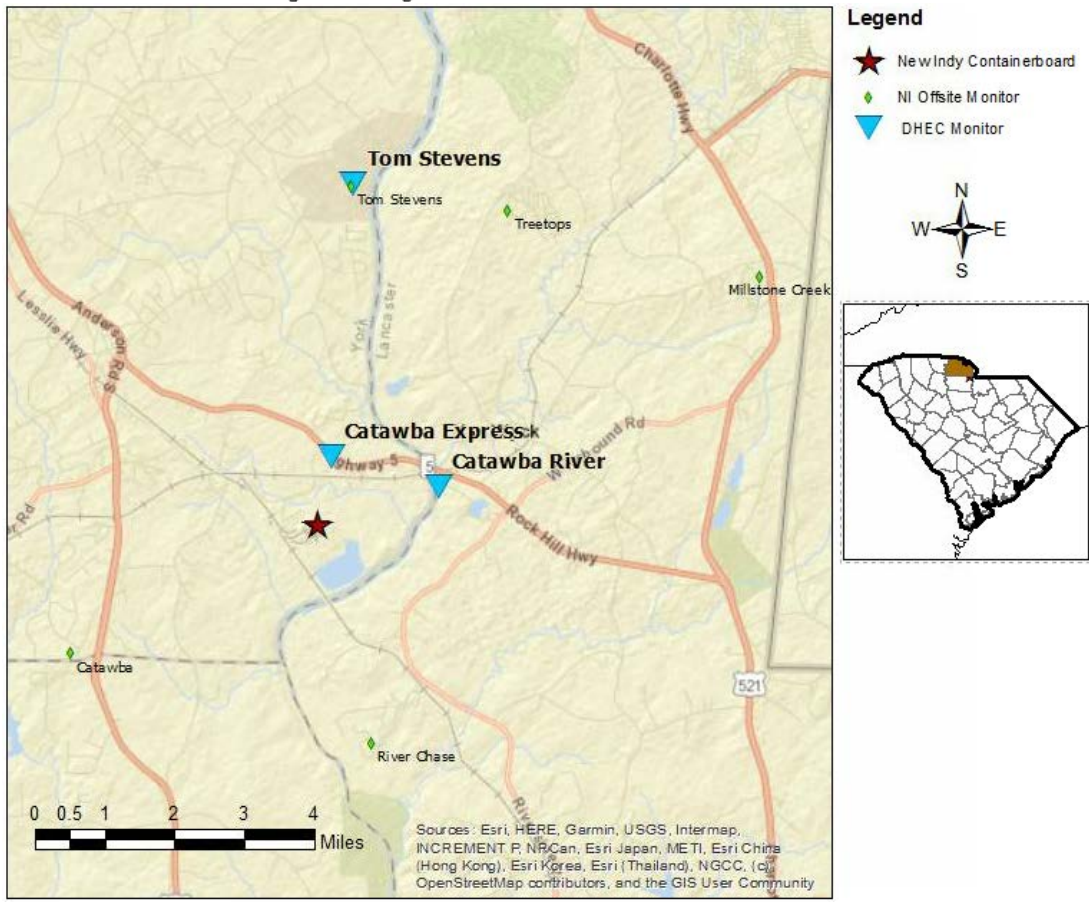 Legend
New Indy Containerboard
NI Offsite Monitor
DHEC Monitor
N
W E
S
Charlotte Hwy
Tom Stevens
Tom Stevens
Treetops
Millstone Creek
York
Lancaster
Lesslie Hwy
Anderson Rd S
Catawba Express
Catawba River
5
Rock Hill Hwy
Catawba
521
River Chase
0 0.5 1 2 3 4
Miles
Sources: Esri, HERE, Garmin, USGS, Intermap,
INCREMENT P, NRCan, Esri Japan, METI, Esri China
(Hong Kong), Esri Korea, Esri (Thailand), NGCC, (c)
OpenStreetMap contributors, and the GIS User Community